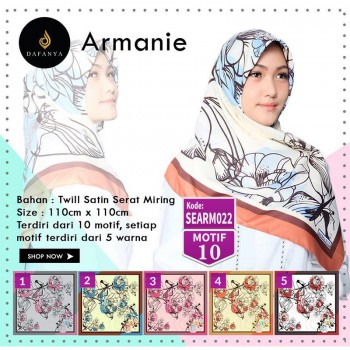 DAFANYA
Armanie
Bahan : Twill Satin Serat Miring
Size : 110cm x 110cm
Terdiri dari 10 motif, setiap
motif terdiri dari 5 warna
SHOP NOW
Kode:
SEARM022
MOTIF
10
1 2 3 4 5